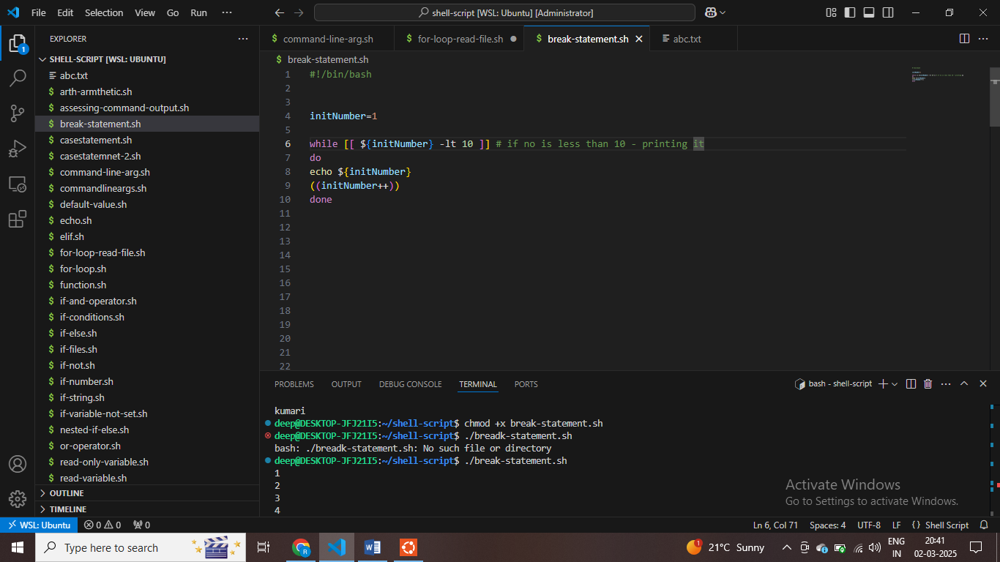 File Edit Selection View Go Run ···
shell-script [WSL: Ubuntu] [Administrator]
EXPLORER ···
1
SHELL-SCRIPT [WSL: UBUNTU]
abc.txt
$ arth-armthetic.sh
$ assessing-command-output.sh
$ break-statement.sh
$ casestatement.sh
$ casestatemnet-2.sh
$ command-line-arg.sh
$ commandlineargs.sh
$ default-value.sh
$ echo.sh
$ elif.sh
$ for-loop-read-file.sh
$ for-loop.sh
$ function.sh
$ if-and-operator.sh
$ if-conditions.sh
$ if-else.sh
$ if-files.sh
$ if-not.sh
$ if-number.sh
$ if-string.sh
$ if-variable-not-set.sh
$ nested-if-else.sh
$ or-operator.sh
$ read-only-variable.sh
$ read-variable.sh
OUTLINE
TIMELINE
$ command-line-arg.sh $ for-loop-read-file.sh $ break-statement.sh abc.txt ···
$ break-statement.sh
1 #!/bin/bash
2
3
4 initNumber=1
5
6 while [[ ${initNumber} -lt 10 ]] # if no is less than 10 - printing it
7 do
8 echo ${initNumber}
9 ((initNumber++))
10 done
11
12
13
14
15
16
17
18
19
20
21
22
PROBLEMS OUTPUT DEBUG CONSOLE TERMINAL PORTS bash - shell-script ···
kumari
deep@DESKTOP-JFJ21I5:~/shell-script$ chmod +x break-statement.sh
deep@DESKTOP-JFJ21I5:~/shell-script$ ./breadk-statement.sh
bash: ./breadk-statement.sh: No such file or directory
deep@DESKTOP-JFJ21I5:~/shell-script$ ./break-statement.sh
1
2
3
4
Activate Windows
Go to Settings to activate Windows.
WSL: Ubuntu 0 0 0 Ln 6, Col 71 Spaces: 4 UTF-8 LF {} Shell Script
Type here to search
1 21°C Sunny
ENG
IN
20:41
02-03-2025